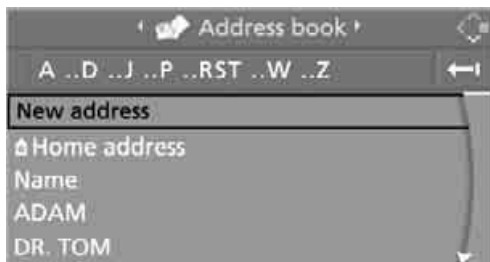 Address book
A ..D ..J ..P ..RST ..W ..Z
New address
Home address
Name
ADAM
DR. TOM